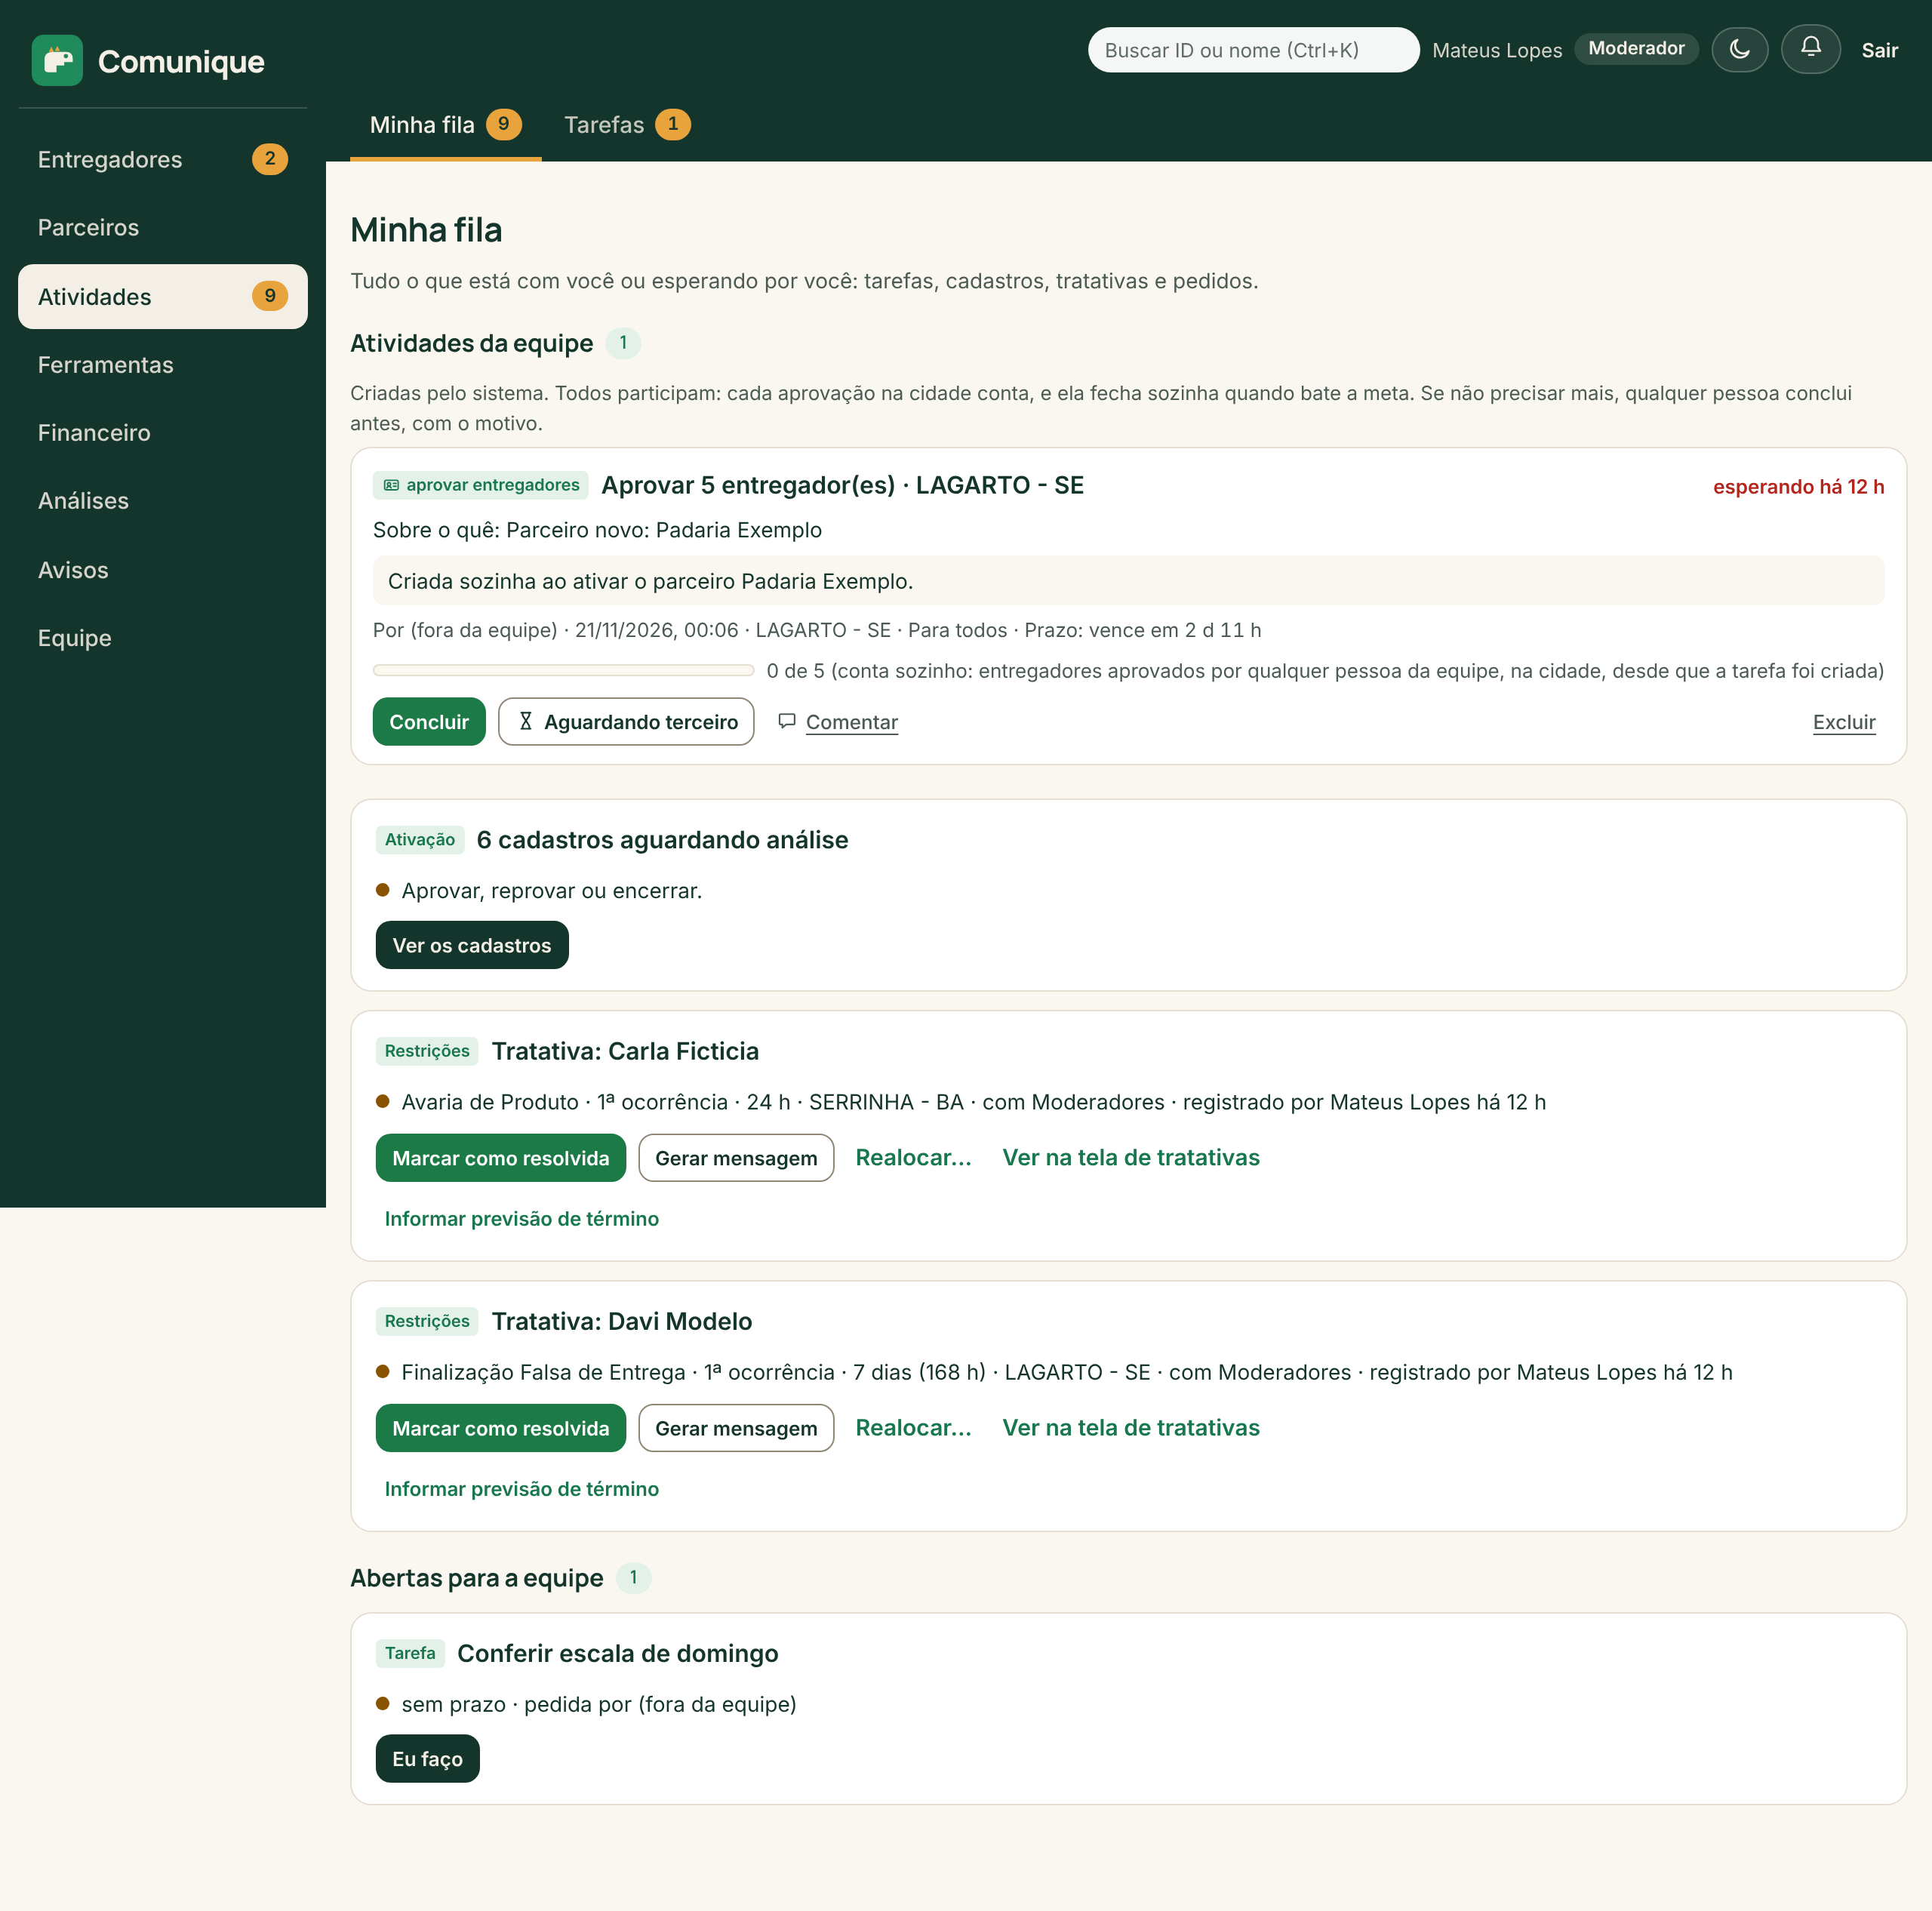 Comunique
Buscar ID ou nome (Ctrl+K)
Mateus Lopes
Moderador
Sair
Minha fila 9
Tarefas 1
Entregadores 2
Parceiros
Atividades 9
Ferramentas
Financeiro
Análises
Avisos
Equipe
Minha fila
Tudo o que está com você ou esperando por você: tarefas, cadastros, tratativas e pedidos.
Atividades da equipe 1
Criadas pelo sistema. Todos participam: cada aprovação na cidade conta, e ela fecha sozinha quando bate a meta. Se não precisar mais, qualquer pessoa conclui
antes, com o motivo.
aprovar entregadores Aprovar 5 entregador(es) · LAGARTO - SE
esperando há 12 h
Sobre o quê: Parceiro novo: Padaria Exemplo
Criada sozinha ao ativar o parceiro Padaria Exemplo.
Por (fora da equipe) · 21/11/2026, 00:06 · LAGARTO - SE · Para todos · Prazo: vence em 2 d 11 h
0 de 5 (conta sozinho: entregadores aprovados por qualquer pessoa da equipe, na cidade, desde que a tarefa foi criada)
Concluir
Aguardando terceiro
Comentar
Excluir
Ativação 6 cadastros aguardando análise
Aprovar, reprovar ou encerrar.
Ver os cadastros
Restrições Tratativa: Carla Ficticia
Avaria de Produto · 1ª ocorrência · 24 h · SERRINHA - BA · com Moderadores · registrado por Mateus Lopes há 12 h
Marcar como resolvida
Gerar mensagem
Realocar...
Ver na tela de tratativas
Informar previsão de término
Restrições Tratativa: Davi Modelo
Finalização Falsa de Entrega · 1ª ocorrência · 7 dias (168 h) · LAGARTO - SE · com Moderadores · registrado por Mateus Lopes há 12 h
Marcar como resolvida
Gerar mensagem
Realocar...
Ver na tela de tratativas
Informar previsão de término
Abertas para a equipe 1
Tarefa Conferir escala de domingo
sem prazo · pedida por (fora da equipe)
Eu faço